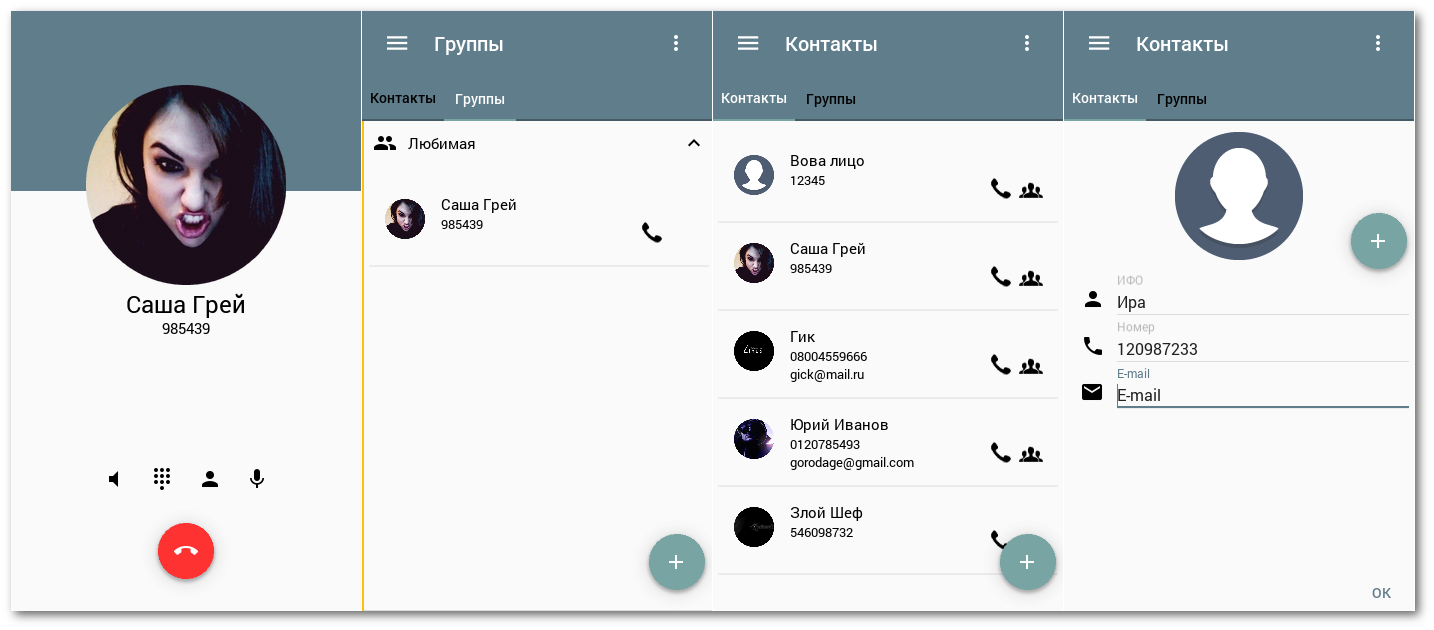 Саша Грей
985439
Группы
Контакты Группы
Любимая
Саша Грей
985439
Контакты
Контакты Группы
Вова лицо
12345
Саша Грей
985439
Гик
08004559666
gick@mail.ru
Юрий Иванов
0120785493
gorodage@gmail.com
Злой Шеф
546098732
Контакты
Контакты Группы
ИФО
Ира
Номер
120987233
E-mail
E-mail
ОК